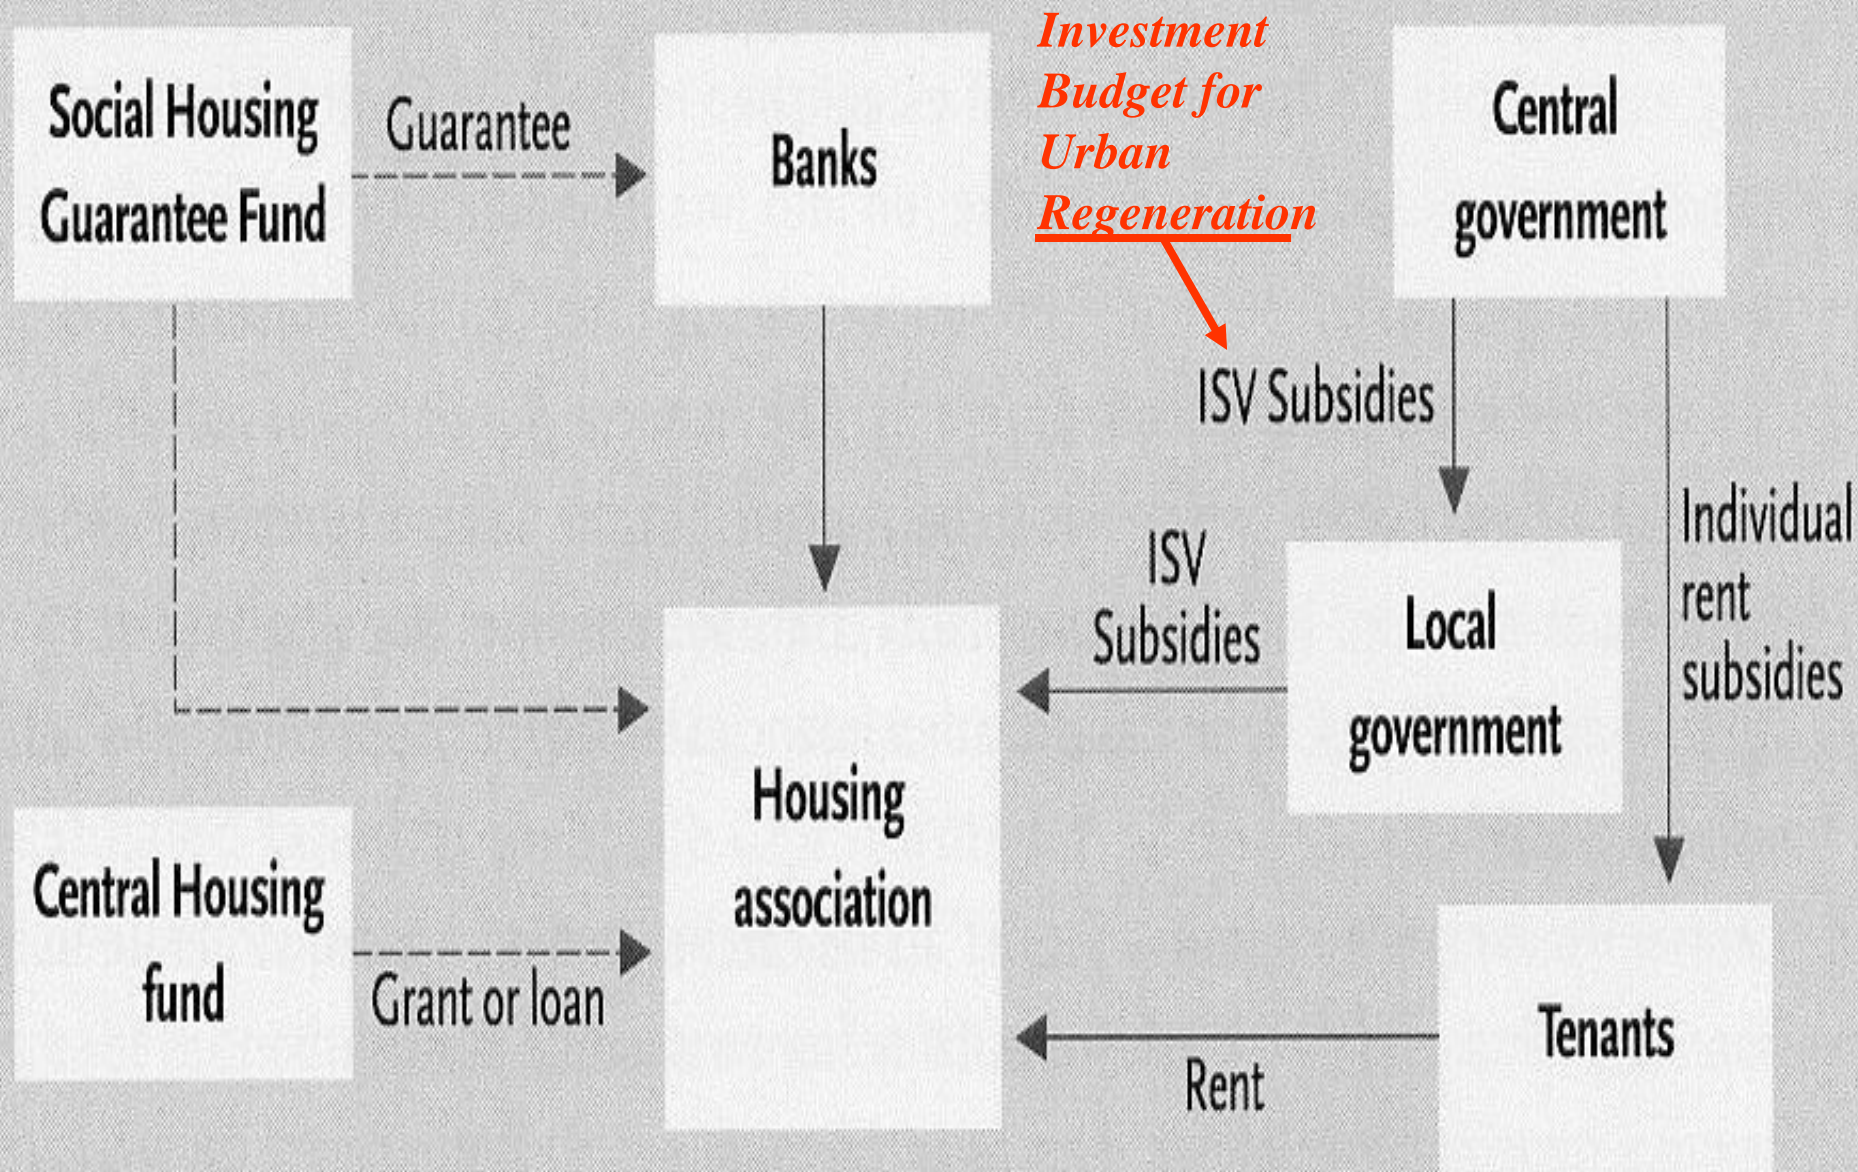 Social Housing
Guarantee Fund
Guarantee
Banks
Investment
Budget for
Urban
Regeneration
Central
government
ISV Subsidies
Individual
rent
subsidies
ISV
Subsidies
Local
government
Housing
association
Central Housing
fund
Grant or loan
Tenants
Rent